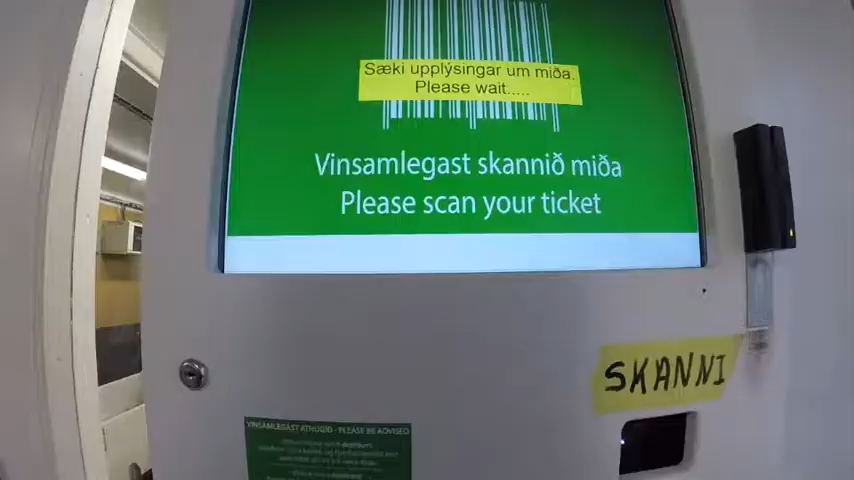 Sæki upplýsingar um miða.
Please wait.....
Vinsamlegast skannið miða
Please scan your ticket
SKANNI
VINSAMLEGAST ATHUGIÐ - PLEASE BE ADVISED